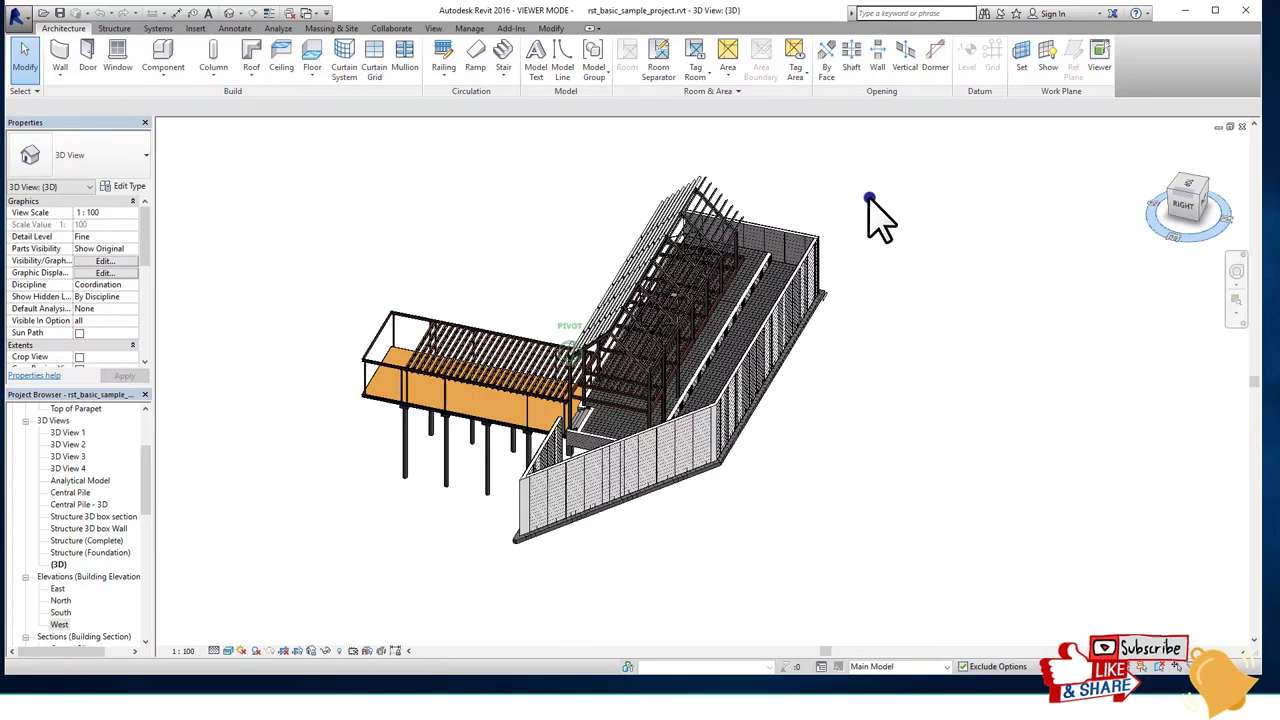 Autodesk Revit 2016 - VIEWER MODE - rst_basic_sample_project.rvt - 3D View: {3D}
Type a keyword or phrase
Sign In
Architecture Structure Systems Insert Annotate Analyze Massing & Site Collaborate View Manage Add-Ins Modify
Modify Wall Door Window Component Column Roof Ceiling Floor Curtain System Curtain Grid Mullion Railing Ramp Stair Model Text Model Line Model Group Room Room Separator Tag Room Area Area Boundary Tag Area By Face Shaft Wall Vertical Dormer Level Grid Set Show Ref Plane Viewer
Select Build Circulation Model Room & Area Opening Datum Work Plane
Properties
3D View
3D View: {3D} Edit Type
Graphics
View Scale 1 : 100
Scale Value 1: 100
Detail Level Fine
Parts Visibility Show Original
Visibility/Graph... Edit...
Graphic Displa... Edit...
Discipline Coordination
Show Hidden L... By Discipline
Default Analysi... None
Visible In Option all
Sun Path
Extents
Crop View
Properties help Apply
Project Browser - rst_basic_sample_...
Top of Parapet
3D Views
3D View 1
3D View 2
3D View 3
3D View 4
Analytical Model
Central Pile
Central Pile - 3D
Structure 3D box section
Structure 3D box Wall
Structure (Complete)
Structure (Foundation)
{3D}
Elevations (Building Elevation
East
North
South
West
Sections (Building Section)
PIVOT
RIGHT
1 : 100
:0
Main Model
Exclude Options
Subscribe
LIKE
& SHARE